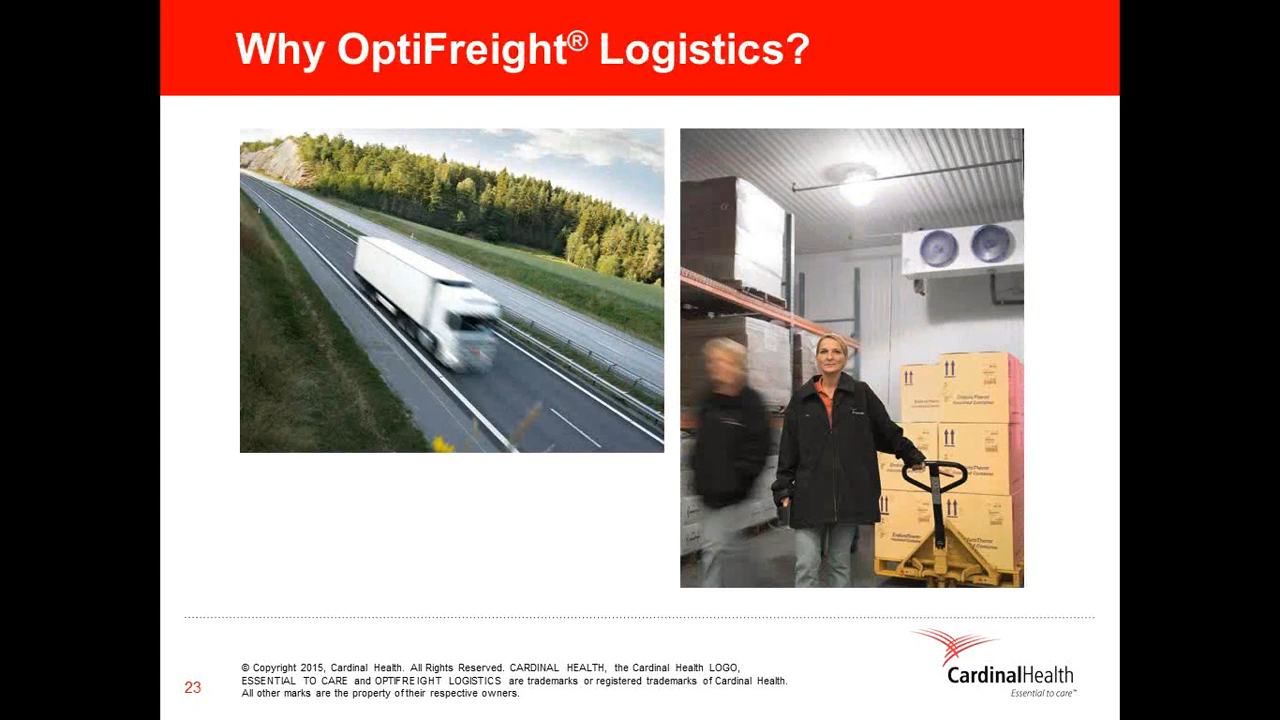 Why OptiFreight® Logistics?
© Copyright 2015, Cardinal Health. All Rights Reserved. CARDINAL HEALTH, the Cardinal Health LOGO,
ESSENTIAL TO CARE and OPTIFREIGHT LOGISTICS are trademarks or registered trademarks of Cardinal Health.
All other marks are the property of their respective owners.
23
CardinalHealth
Essential to care™